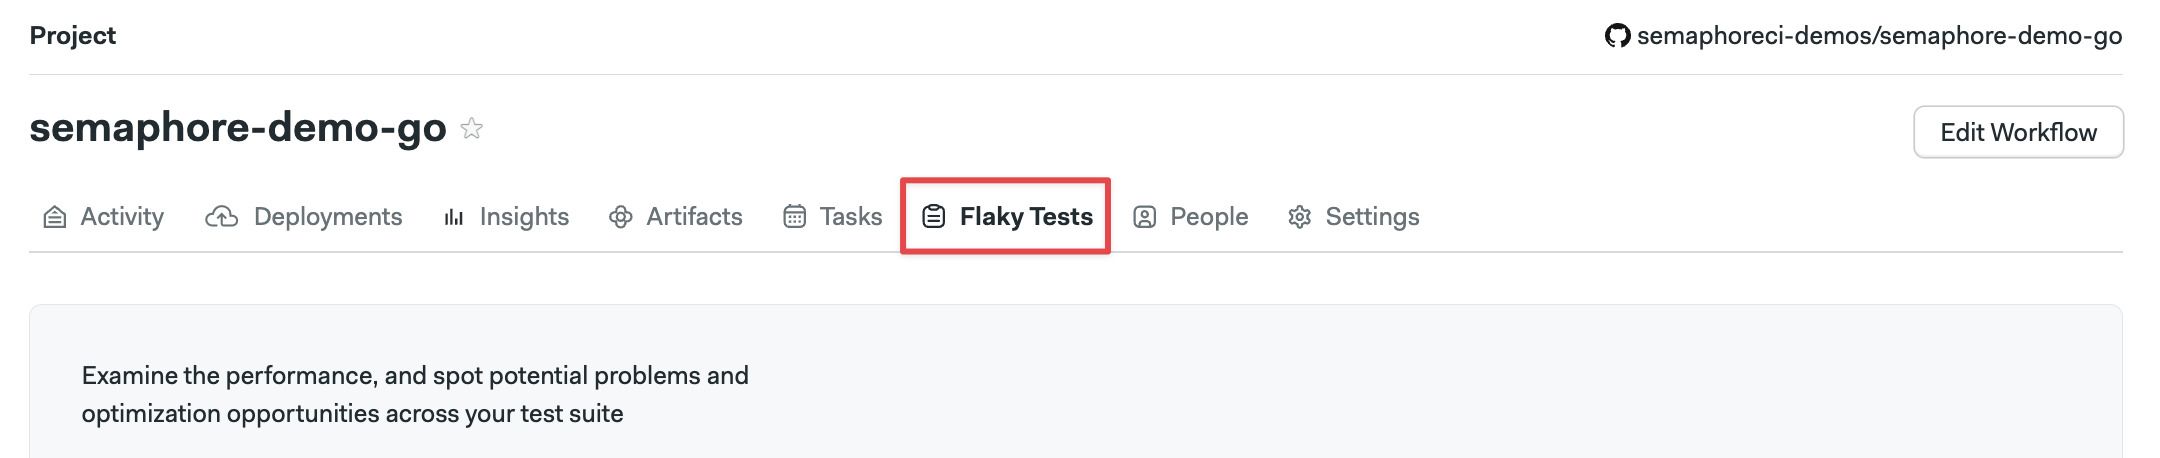 Project
semaphoreci-demos/semaphore-demo-go
semaphore-demo-go
Edit Workflow
Activity Deployments Insights Artifacts Tasks Flaky Tests People Settings
Examine the performance, and spot potential problems and
optimization opportunities across your test suite